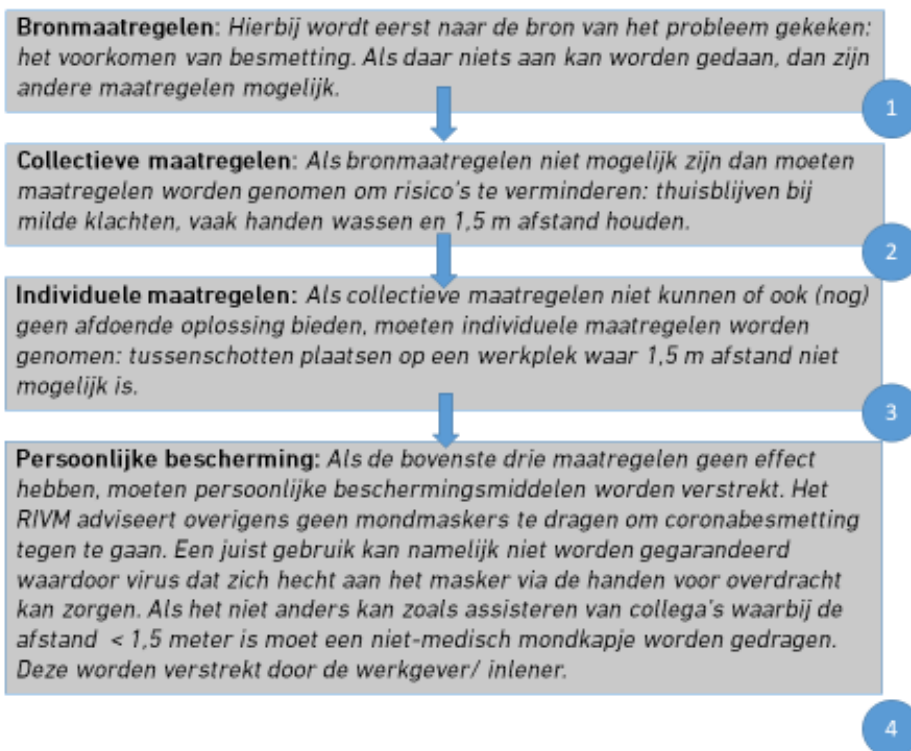 Bronmaatregelen: Hierbij wordt eerst naar de bron van het probleem gekeken:
het voorkomen van besmetting. Als daar niets aan kan worden gedaan, dan zijn
andere maatregelen mogelijk.
1
Collectieve maatregelen: Als bronmaatregelen niet mogelijk zijn dan moeten
maatregelen worden genomen om risico's te verminderen: thuisblijven bij
milde klachten, vaak handen wassen en 1,5 m afstand houden.
2
Individuele maatregelen: Als collectieve maatregelen niet kunnen of ook (nog)
geen afdoende oplossing bieden, moeten individuele maatregelen worden
genomen: tussenschotten plaatsen op een werkplek waar 1,5 m afstand niet
mogelijk is.
3
Persoonlijke bescherming: Als de bovenste drie maatregelen geen effect
hebben, moeten persoonlijke beschermingsmiddelen worden verstrekt. Het
RIVM adviseert overigens geen mondmaskers te dragen om coronabesmetting
tegen te gaan. Een juist gebruik kan namelijk niet worden gegarandeerd
waardoor virus dat zich hecht aan het masker via de handen voor overdracht
kan zorgen. Als het niet anders kan zoals assisteren van collega's waarbij de
afstand < 1,5 meter is moet een niet-medisch mondkapje worden gedragen.
Deze worden verstrekt door de werkgever/ inlener.
4